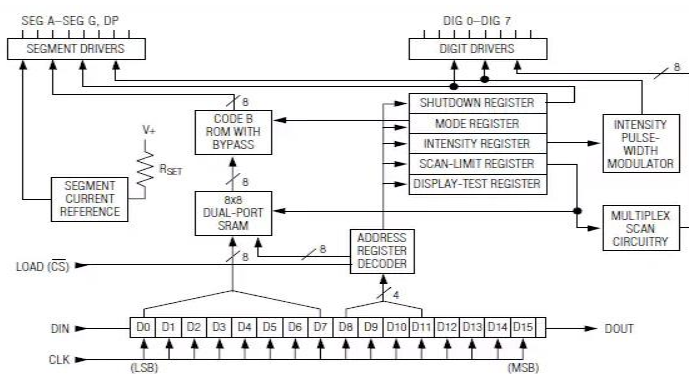 SEG A–SEG G, DP
DIG 0–DIG 7
SEGMENT DRIVERS
DIGIT DRIVERS
8
8
CODE B
ROM WITH
BYPASS
SHUTDOWN REGISTER
MODE REGISTER
INTENSITY REGISTER
SCAN-LIMIT REGISTER
DISPLAY-TEST REGISTER
INTENSITY
PULSE-
WIDTH
MODULATOR
V+
RSET
SEGMENT
CURRENT
REFERENCE
8
8x8
DUAL-PORT
SRAM
MULTIPLEX
SCAN
CIRCUITRY
ADDRESS
REGISTER
DECODER
8
8
LOAD (CS)
4
DIN
D0 D1 D2 D3 D4 D5 D6 D7 D8 D9 D10 D11 D12 D13 D14 D15
DOUT
CLK
(LSB)
(MSB)